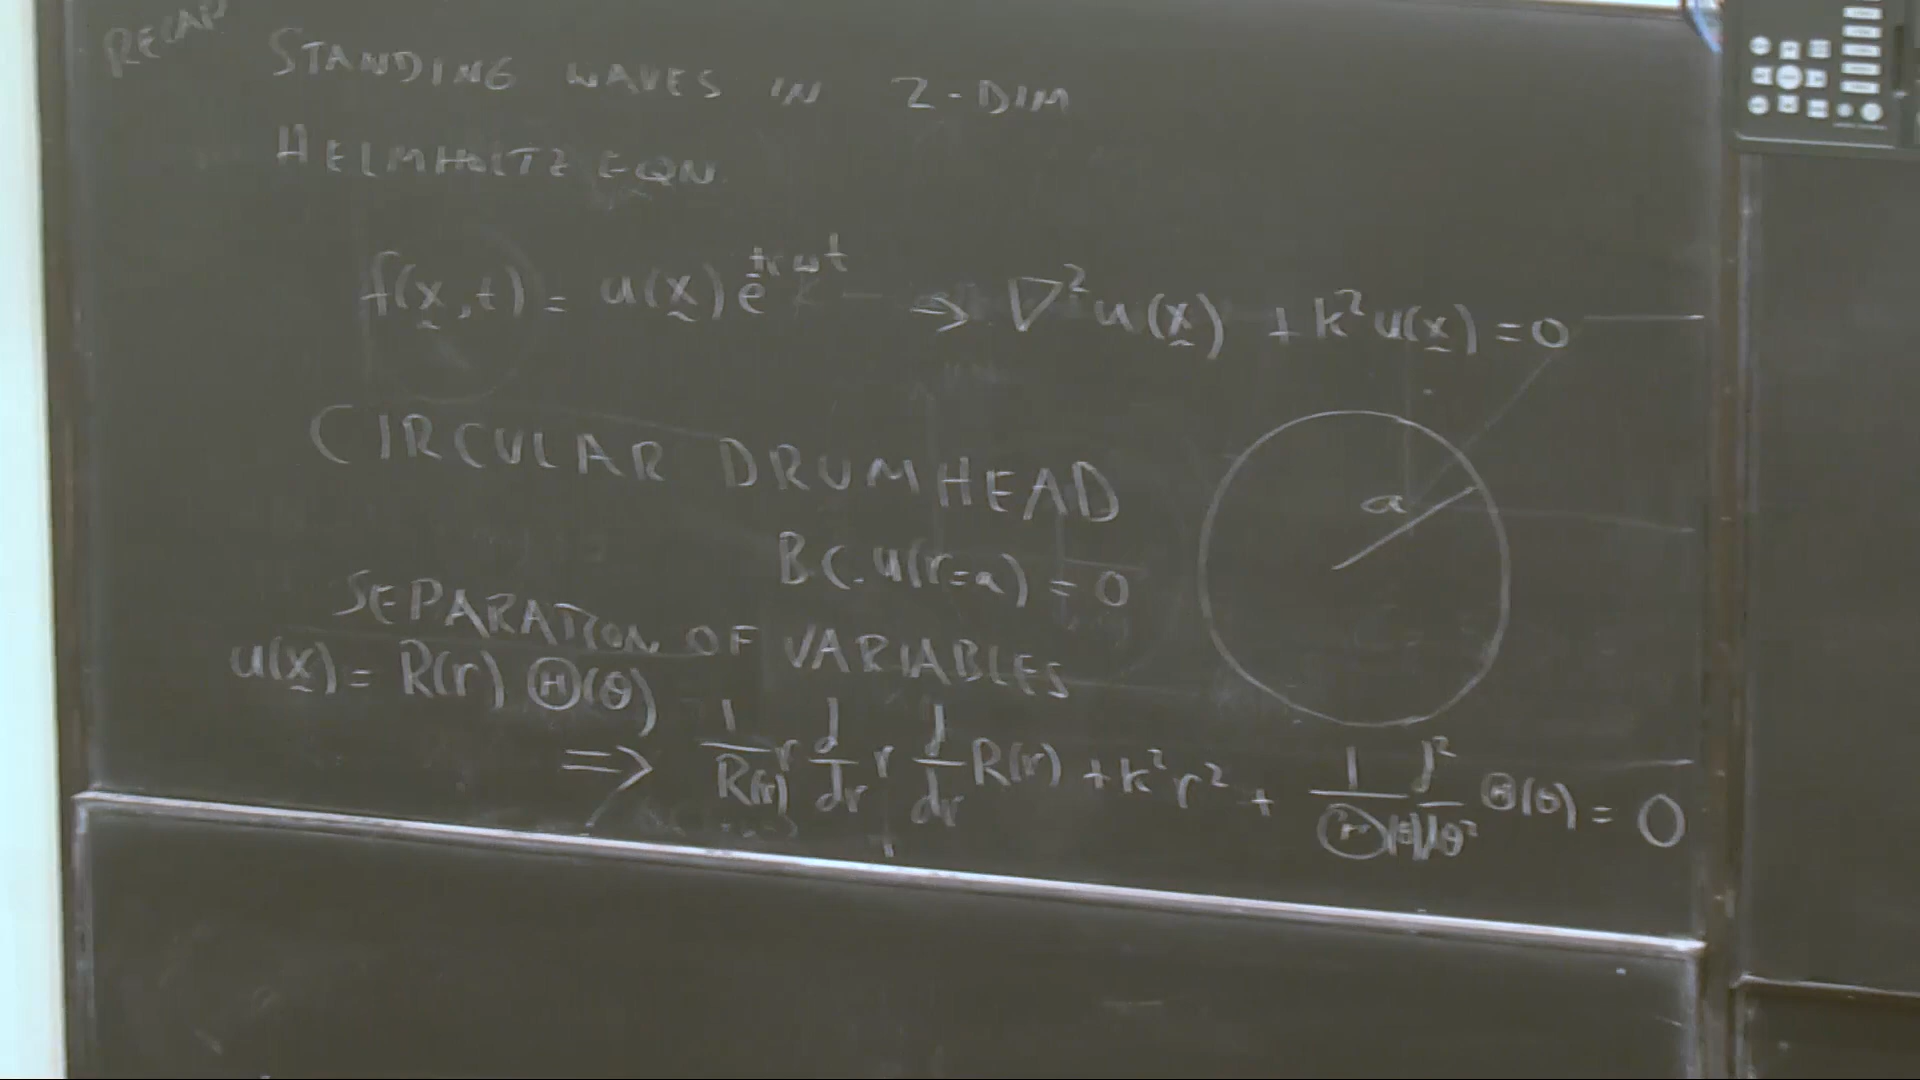 RECAP
STANDING WAVES IN 2-DIM
HELMHOLTZ EQN
f(x,t) = u(x) e^{±iωt} ⇒ ∇²u(x) + k²u(x) = 0
CIRCULAR DRUMHEAD
a
BC. u(r=a) = 0
SEPARATION OF VARIABLES
u(x) = R(r) Θ(θ)
⇒ 1/R(r) r d/dr r d/dr R(r) + k²r² + 1/Θ(θ) d²/dθ² Θ(θ) = 0